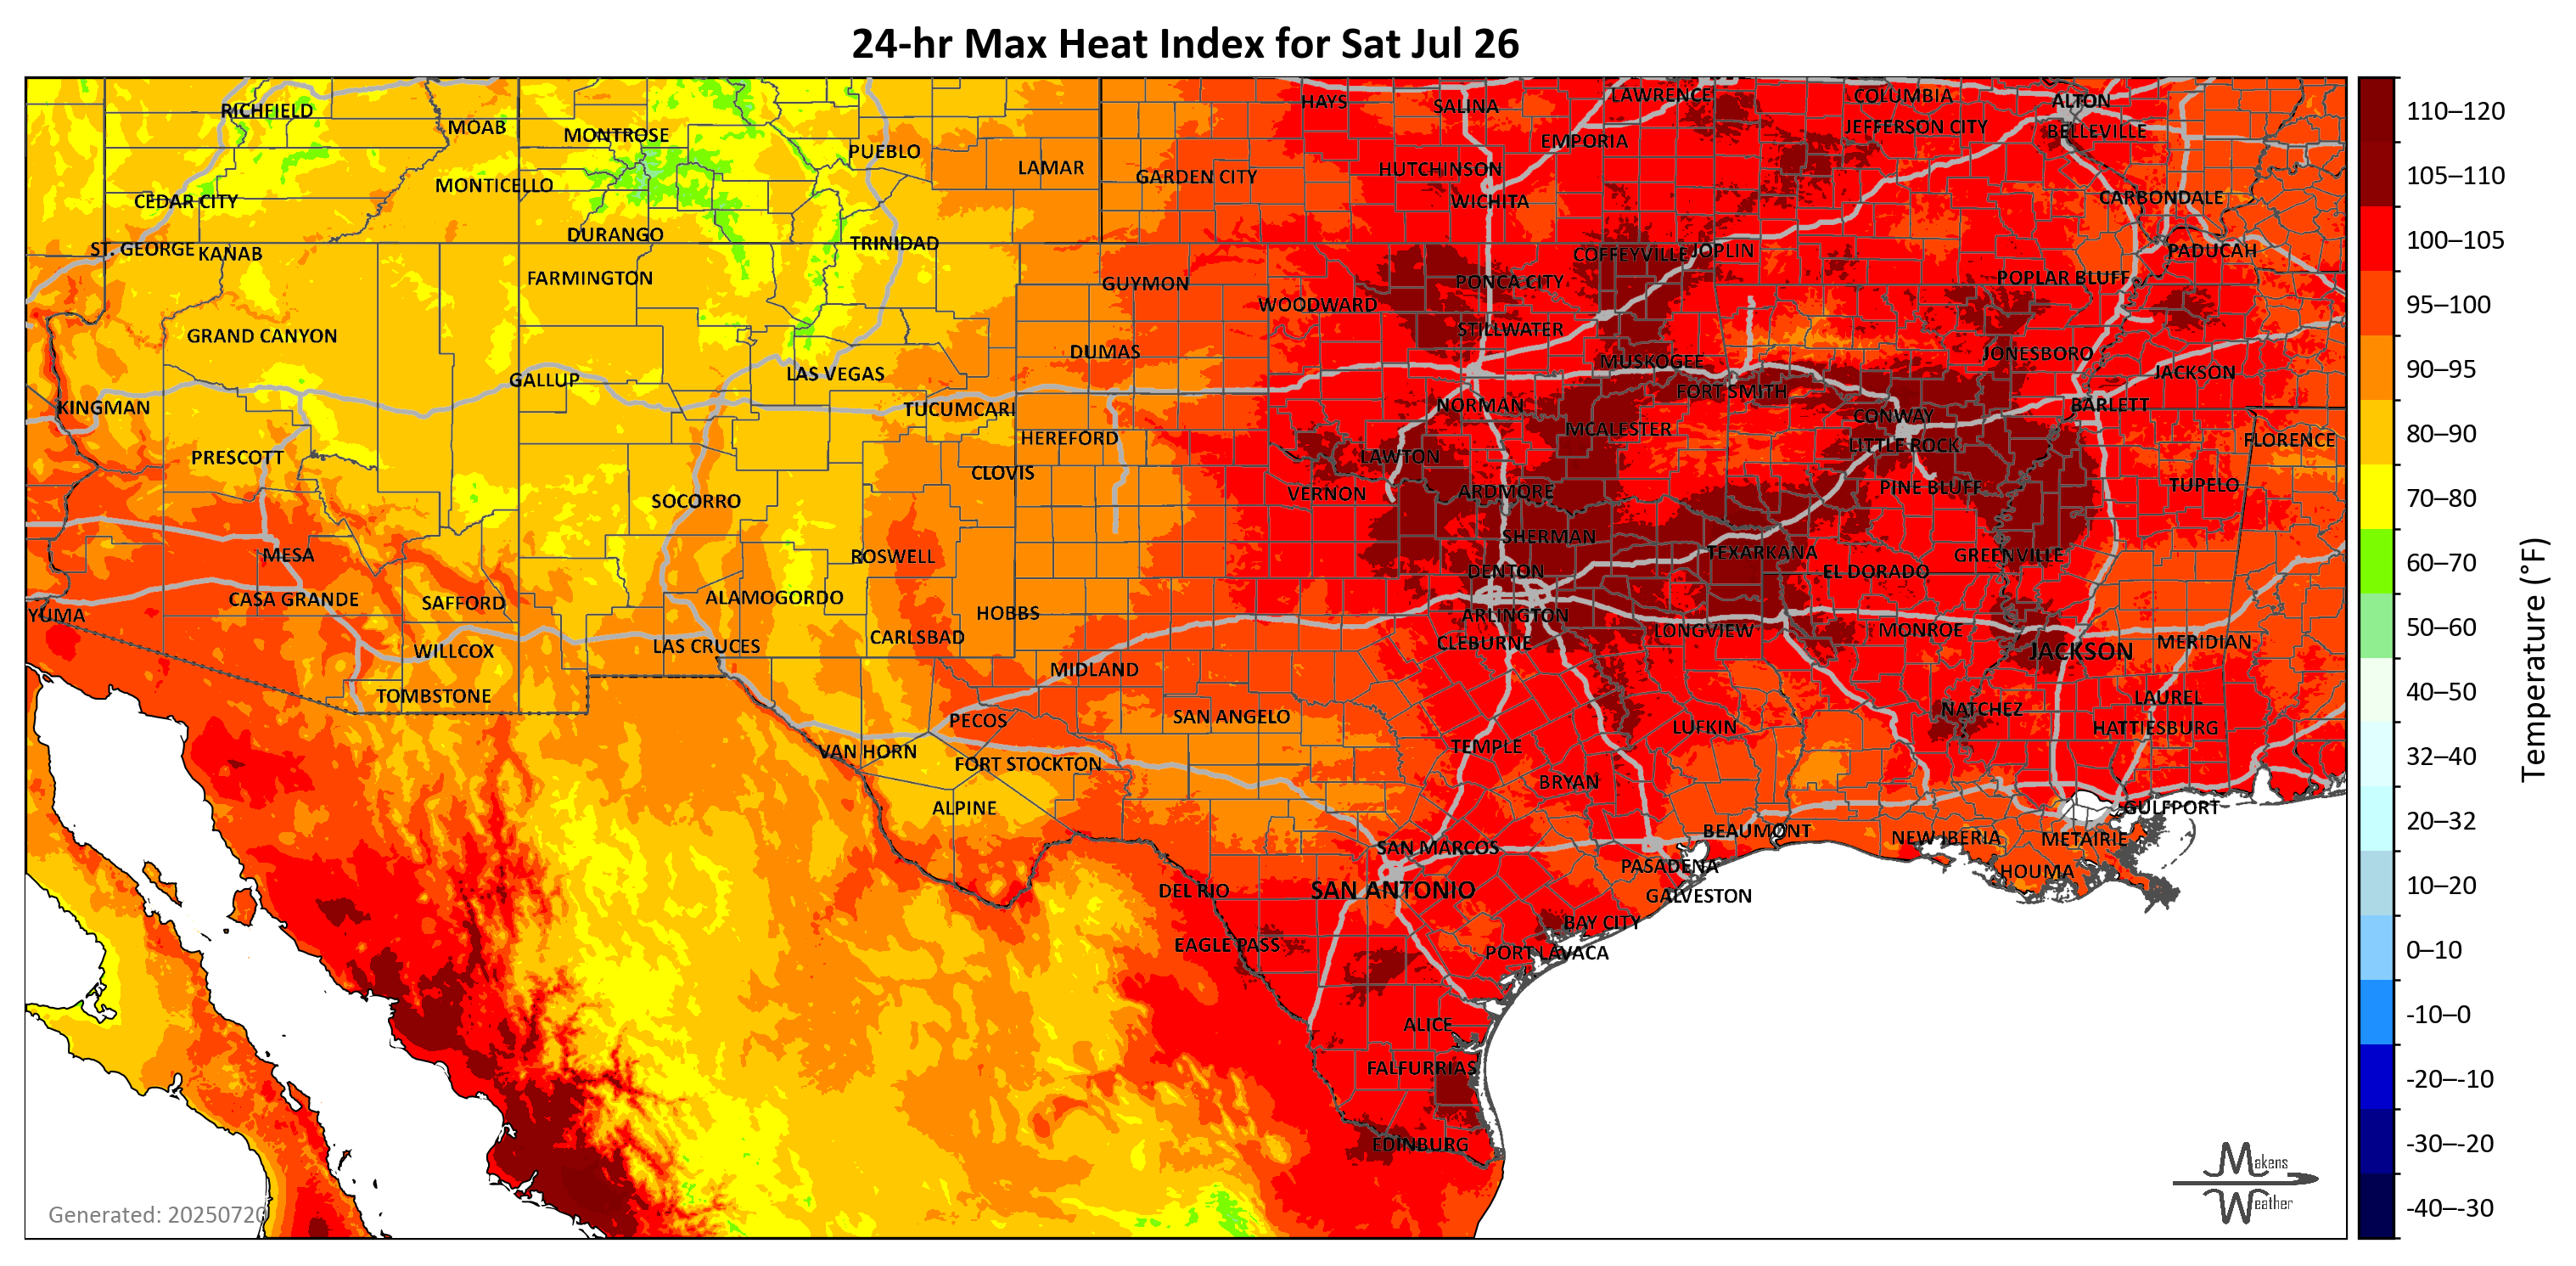 24-hr Max Heat Index for Sat Jul 26
RICHFIELD
MOAB
MONTROSE
PUEBLO
LAMAR
GARDEN CITY
HAYS
SALINA
LAWRENCE
EMPORIA
COLUMBIA
JEFFERSON CITY
ALTON
BELLEVILLE
CEDAR CITY
MONTICELLO
HUTCHINSON
WICHITA
CARBONDALE
ST. GEORGE
KANAB
DURANGO
TRINIDAD
COFFEYVILLE
JOPLIN
PADUCAH
FARMINGTON
GUYMON
WOODWARD
PONCA CITY
POPLAR BLUFF
GRAND CANYON
DUMAS
STILLWATER
MUSKOGEE
JONESBORO
GALLUP
LAS VEGAS
FORT SMITH
JACKSON
KINGMAN
TUCUMCARI
NORMAN
CONWAY
BARLETT
PRESCOTT
HEREFORD
CLOVIS
LAWTON
MCALESTER
LITTLE ROCK
FLORENCE
SOCORRO
VERNON
ARDMORE
PINE BLUFF
TUPELO
MESA
ROSWELL
SHERMAN
TEXARKANA
GREENVILLE
DENTON
EL DORADO
YUMA
CASA GRANDE
SAFFORD
ALAMOGORDO
HOBBS
ARLINGTON
WILLCOX
LAS CRUCES
CARLSBAD
CLEBURNE
LONGVIEW
MONROE
JACKSON
MERIDIAN
TOMBSTONE
MIDLAND
LAUREL
PECOS
SAN ANGELO
LUFKIN
NATCHEZ
HATTIESBURG
VAN HORN
FORT STOCKTON
TEMPLE
ALPINE
BRYAN
GULFPORT
SAN MARCOS
BEAUMONT
NEW IBERIA
METAIRIE
DEL RIO
SAN ANTONIO
PASADENA
GALVESTON
HOUMA
EAGLE PASS
BAY CITY
PORT LAVACA
ALICE
FALFURRIAS
EDINBURG
Generated: 20250720
Makens
Weather
110–120
105–110
100–105
95–100
90–95
80–90
70–80
60–70
50–60
40–50
32–40
20–32
10–20
0–10
-10–0
-20–-10
-30–-20
-40–-30
Temperature (°F)